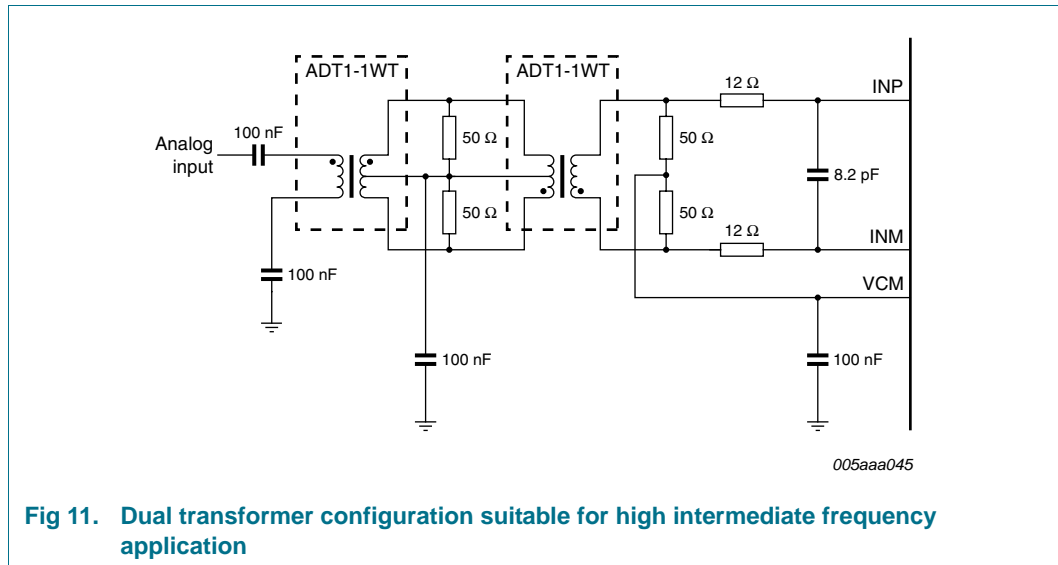 ADT1-1WT
ADT1-1WT
12 Ω
INP
100 nF
Analog
input
50 Ω
50 Ω
8.2 pF
50 Ω
50 Ω
12 Ω
INM
VCM
100 nF
100 nF
100 nF
005aaa045
Fig 11. Dual transformer configuration suitable for high intermediate frequency
application